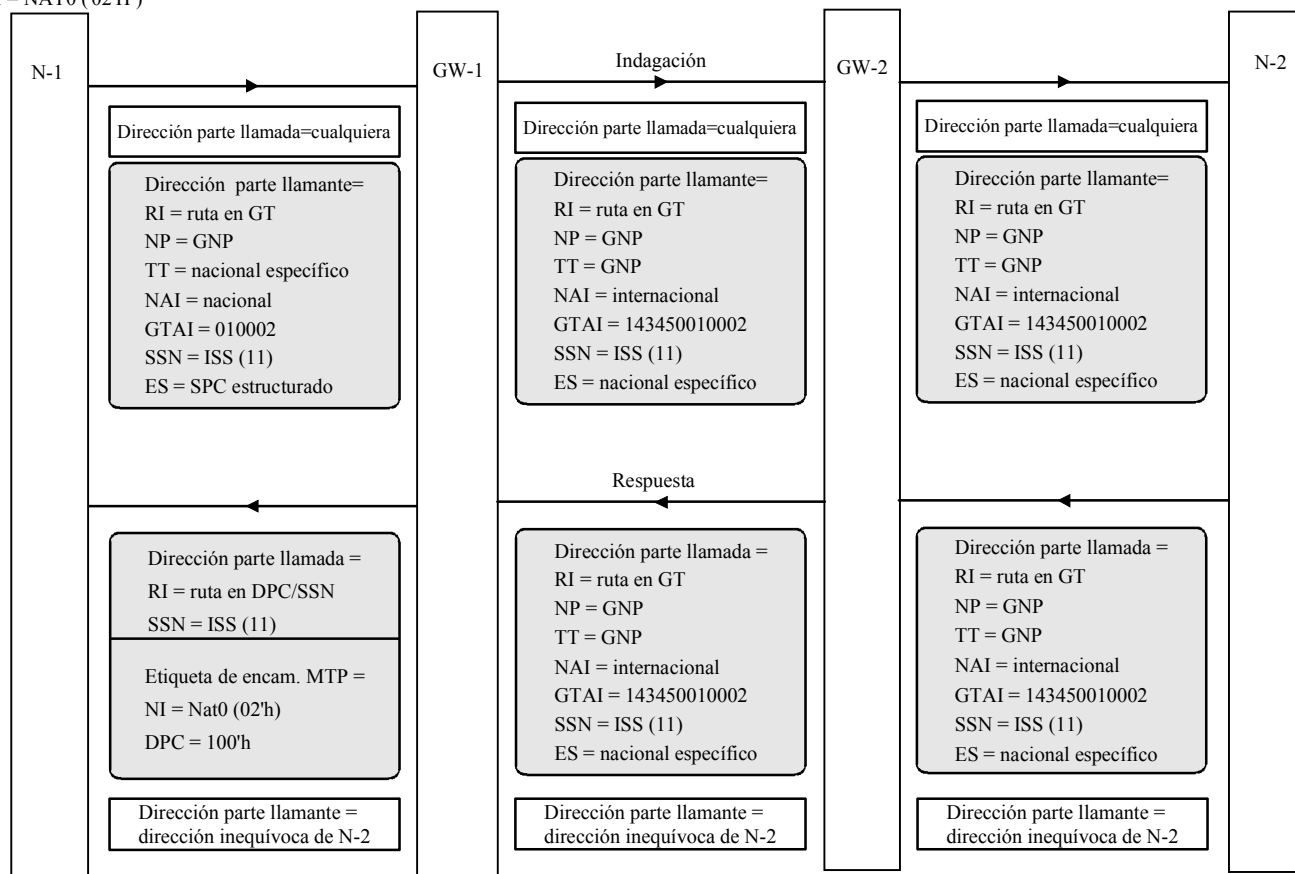 N-1
GW-1
Indagación
GW-2
N-2
Dirección parte llamada=cualquiera
Dirección parte llamante=
RI = ruta en GT
NP = GNP
TT = nacional específico
NAI = nacional
GTAI = 010002
SSN = ISS (11)
ES = SPC estructurado
Dirección parte llamada=cualquiera
Dirección parte llamante=
RI = ruta en GT
NP = GNP
TT = GNP
NAI = internacional
GTAI = 143450010002
SSN = ISS (11)
ES = nacional específico
Dirección parte llamada=cualquiera
Dirección parte llamante=
RI = ruta en GT
NP = GNP
TT = GNP
NAI = internacional
GTAI = 143450010002
SSN = ISS (11)
ES = nacional específico
Respuesta
Dirección parte llamada =
RI = ruta en DPC/SSN
SSN = ISS (11)
Etiqueta de encam. MTP =
NI = Nat0 (02'h)
DPC = 100'h
Dirección parte llamante =
dirección inequívoca de N-2
Dirección parte llamada =
RI = ruta en GT
NP = GNP
TT = GNP
NAI = internacional
GTAI = 143450010002
SSN = ISS (11)
ES = nacional específico
Dirección parte llamante =
dirección inequívoca de N-2
Dirección parte llamada =
RI = ruta en GT
NP = GNP
TT = GNP
NAI = internacional
GTAI = 143450010002
SSN = ISS (11)
ES = nacional específico
Dirección parte llamante =
dirección inequívoca de N-2